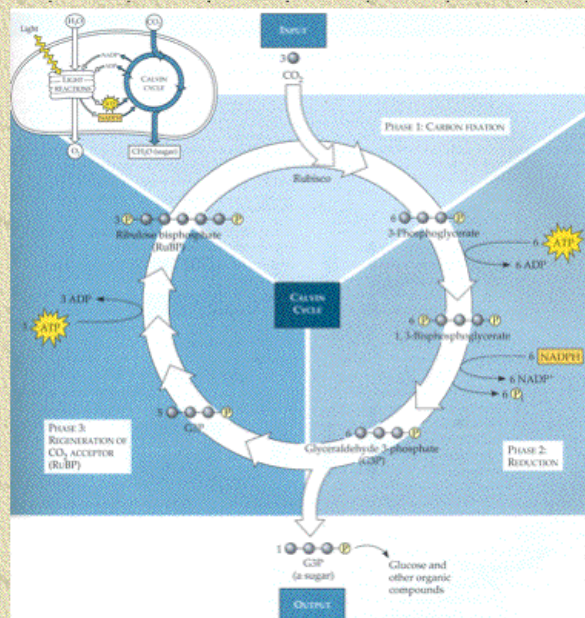 H₂O
CO₂
Light
NADP⁺
ADP
LIGHT
REACTIONS
CALVIN
CYCLE
ATP
NADPH
O₂
CH₂O (sugar)
INPUT
3
CO₂
PHASE 1: CARBON FIXATION
Rubisco
3 P P
Ribulose bisphosphate
(RuBP)
6 P
3-Phosphoglycerate
6 ATP
6 ADP
3 ADP
3 ATP
CALVIN
CYCLE
6 P P
1, 3-Bisphosphoglycerate
6 NADPH
6 NADP⁺
6 Pᵢ
5 P
G3P
6 P
Glyceraldehyde 3-phosphate
(G3P)
PHASE 3:
REGENERATION OF
CO₂ ACCEPTOR
(RuBP)
PHASE 2:
REDUCTION
1 P
G3P
(a sugar)
Glucose and
other organic
compounds
OUTPUT